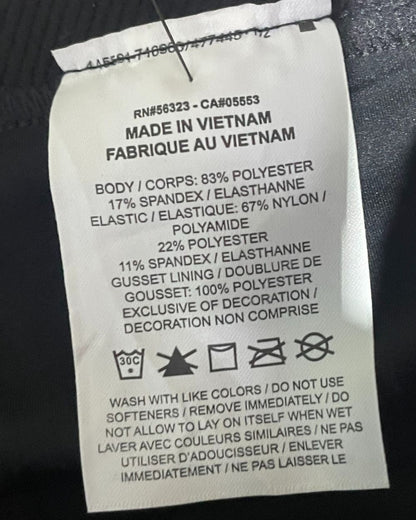 RN#56323 - CA#05553
MADE IN VIETNAM
FABRIQUE AU VIETNAM
BODY / CORPS: 83% POLYESTER
17% SPANDEX / ELASTHANNE
ELASTIC / ELASTIQUE: 67% NYLON /
POLYAMIDE
22% POLYESTER
11% SPANDEX / ELASTHANNE
GUSSET LINING / DOUBLURE DE
GOUSSET: 100% POLYESTER
EXCLUSIVE OF DECORATION /
DECORATION NON COMPRISE
30C
WASH WITH LIKE COLORS / DO NOT USE
SOFTENERS / REMOVE IMMEDIATELY / DO
NOT ALLOW TO LAY ON ITSELF WHEN WET
LAVER AVEC COULEURS SIMILAIRES / NE PAS
UTILISER D'ADOUCISSEUR / ENLEVER
IMMEDIATEMENT / NE PAS LAISSER LE